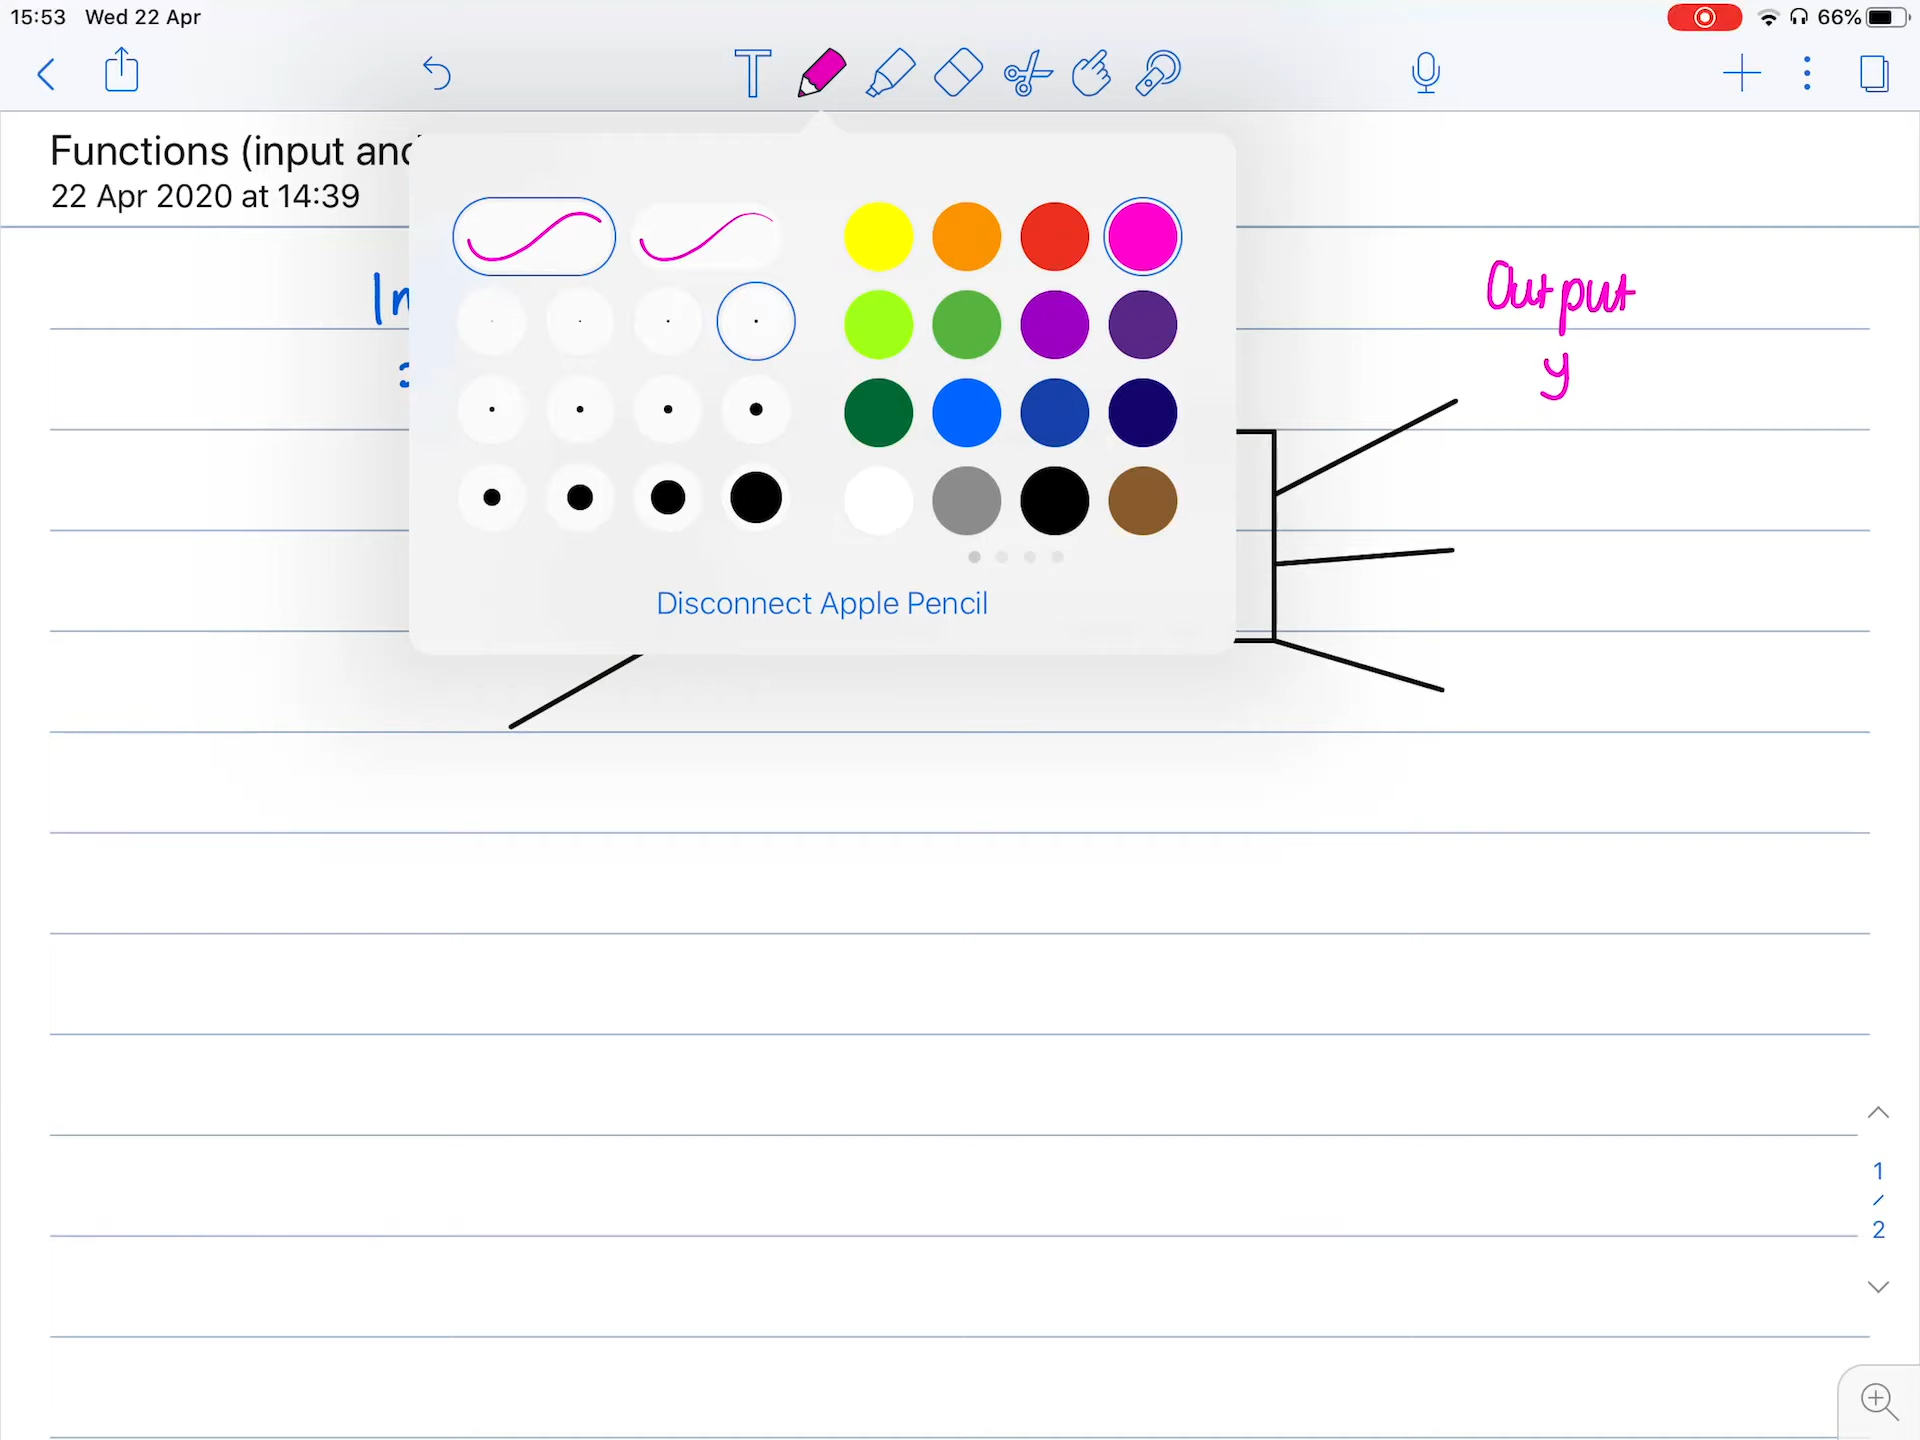 15:53 Wed 22 Apr 66%
T
Functions (input and
22 Apr 2020 at 14:39
Output
y
Disconnect Apple Pencil
1
/
2